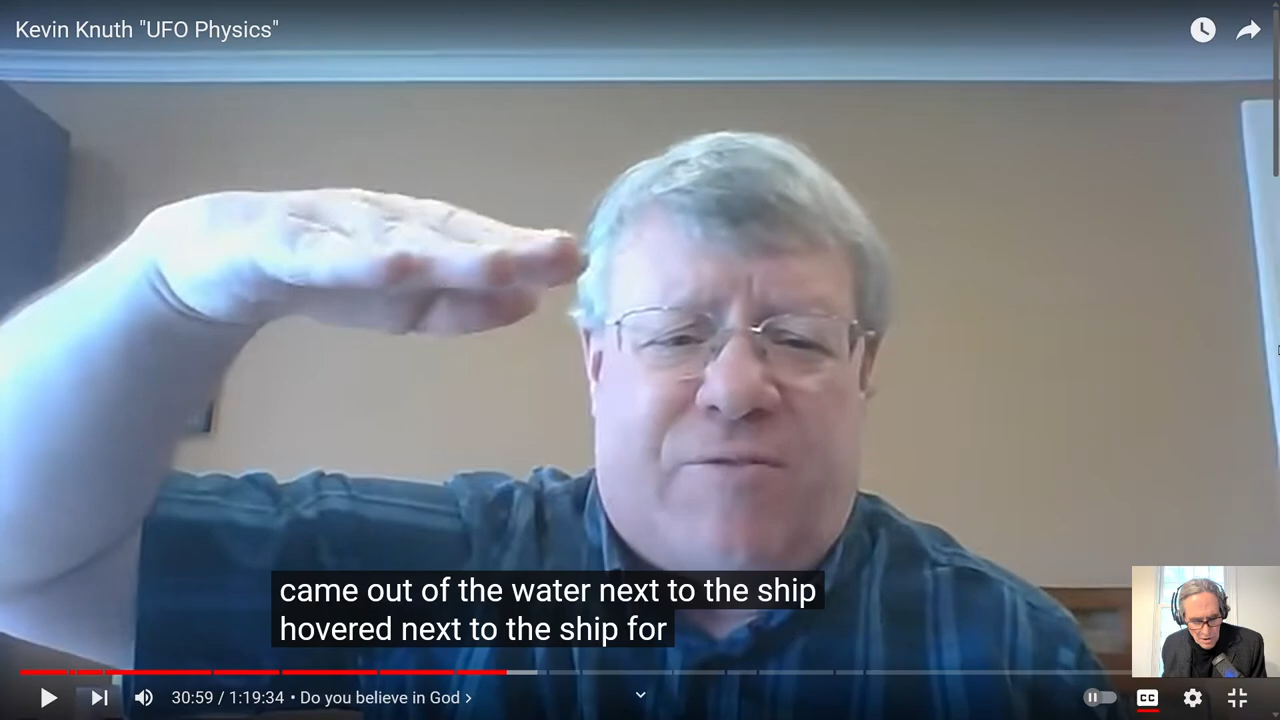 Kevin Knuth "UFO Physics"
came out of the water next to the ship
hovered next to the ship for
30:59 / 1:19:34 • Do you believe in God ›
CC